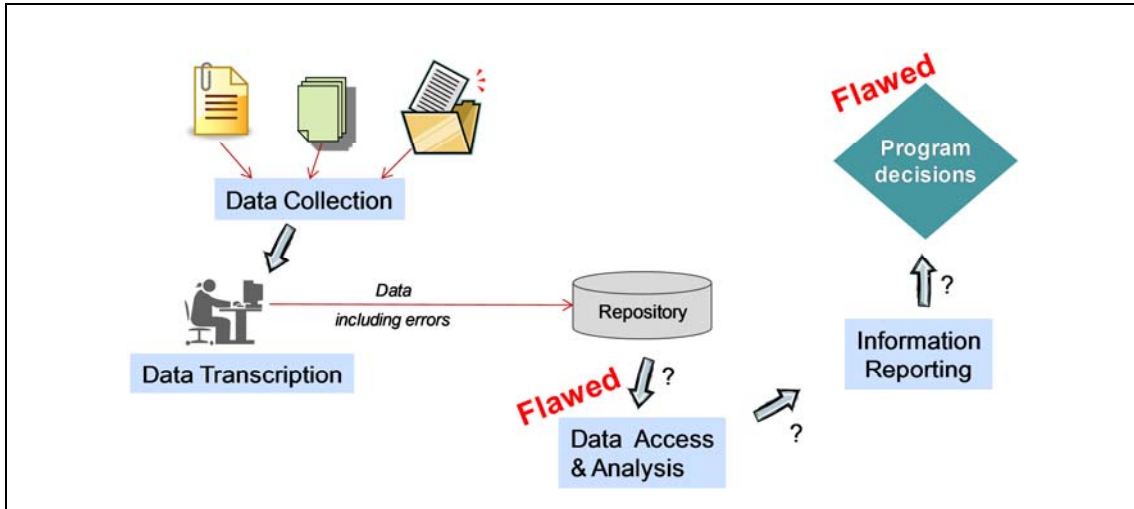 Data Collection
Data
including errors
Data Transcription
Repository
Flawed
?
Data Access
& Analysis
?
Information
Reporting
?
Flawed
Program
decisions